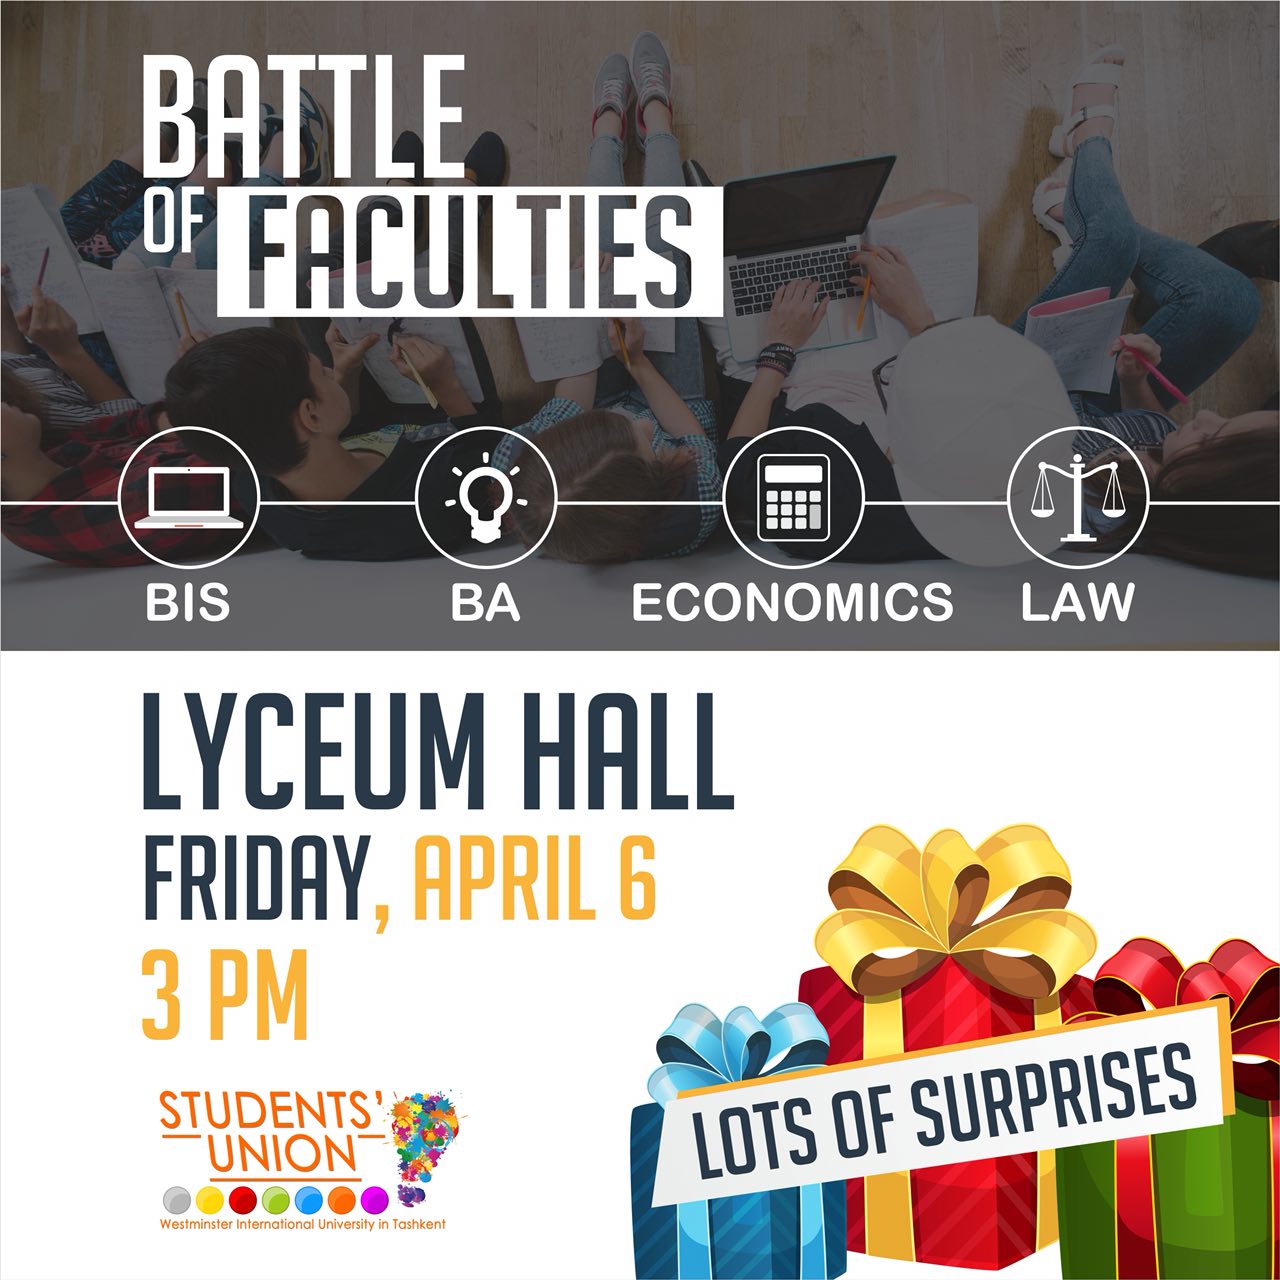 BATTLE
OF FACULTIES
BIS
BA
ECONOMICS
LAW
LYCEUM HALL
FRIDAY, APRIL 6
3 PM
LOTS OF SURPRISES
STUDENTS'
UNION
Westminster International University in Tashkent